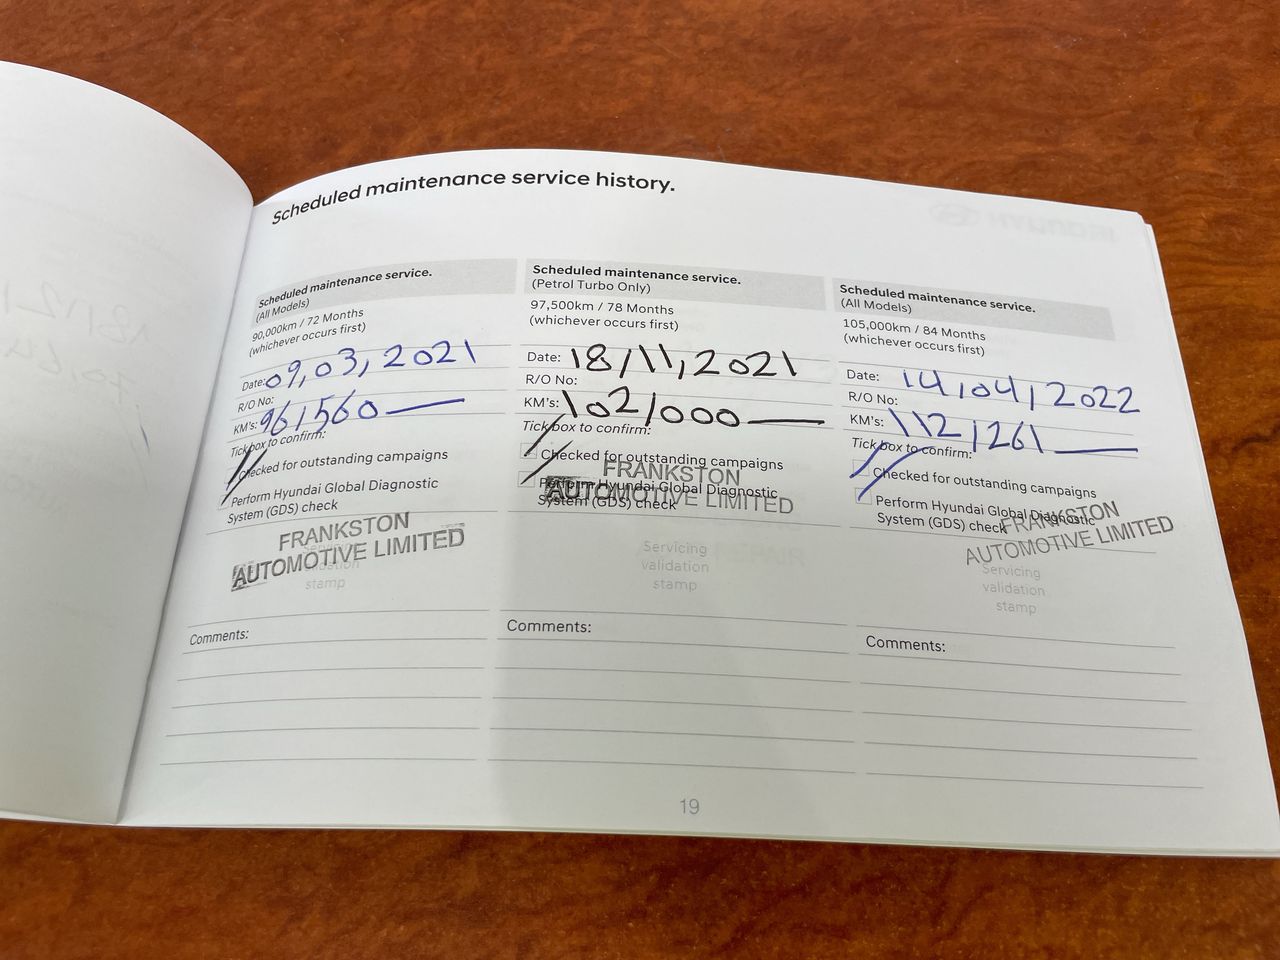 Scheduled maintenance service history.
Scheduled maintenance service.
(All Models)
90,000km / 72 Months
(whichever occurs first)
Date: 09,03,2021
R/O No:
KM's: 96/560
Tick box to confirm:
Checked for outstanding campaigns
Perform Hyundai Global Diagnostic
System (GDS) check
FRANKSTON
AUTOMOTIVE LIMITED
Servicing
validation
stamp
Comments:
Scheduled maintenance service.
(Petrol Turbo Only)
97,500km / 78 Months
(whichever occurs first)
Date: 18/11,2021
R/O No:
KM's: 102/000
Tick box to confirm:
Checked for outstanding campaigns
Perform Hyundai Global Diagnostic
System (GDS) check
FRANKSTON
AUTOMOTIVE LIMITED
Servicing
validation
stamp
Comments:
Scheduled maintenance service.
(All Models)
105,000km / 84 Months
(whichever occurs first)
Date: 14/04/2022
R/O No:
KM's: 112/261
Tick box to confirm:
Checked for outstanding campaigns
Perform Hyundai Global Diagnostic
System (GDS) check
FRANKSTON
AUTOMOTIVE LIMITED
Servicing
validation
stamp
Comments:
19